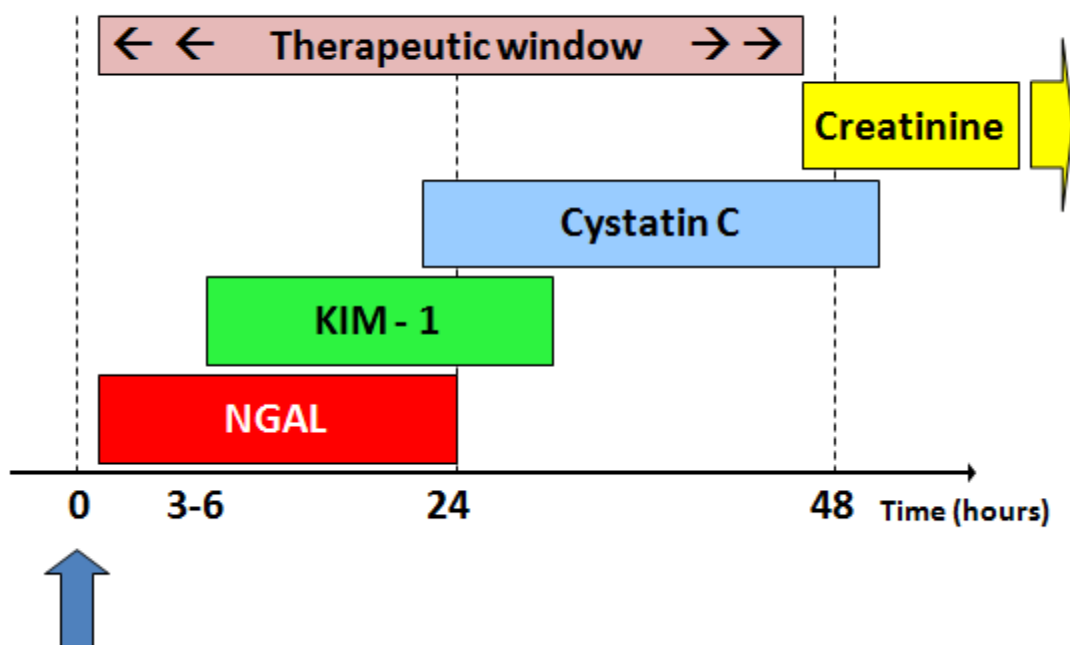 Therapeutic window
Creatinine
Cystatin C
KIM - 1
NGAL
0 3-6 24 48 Time (hours)